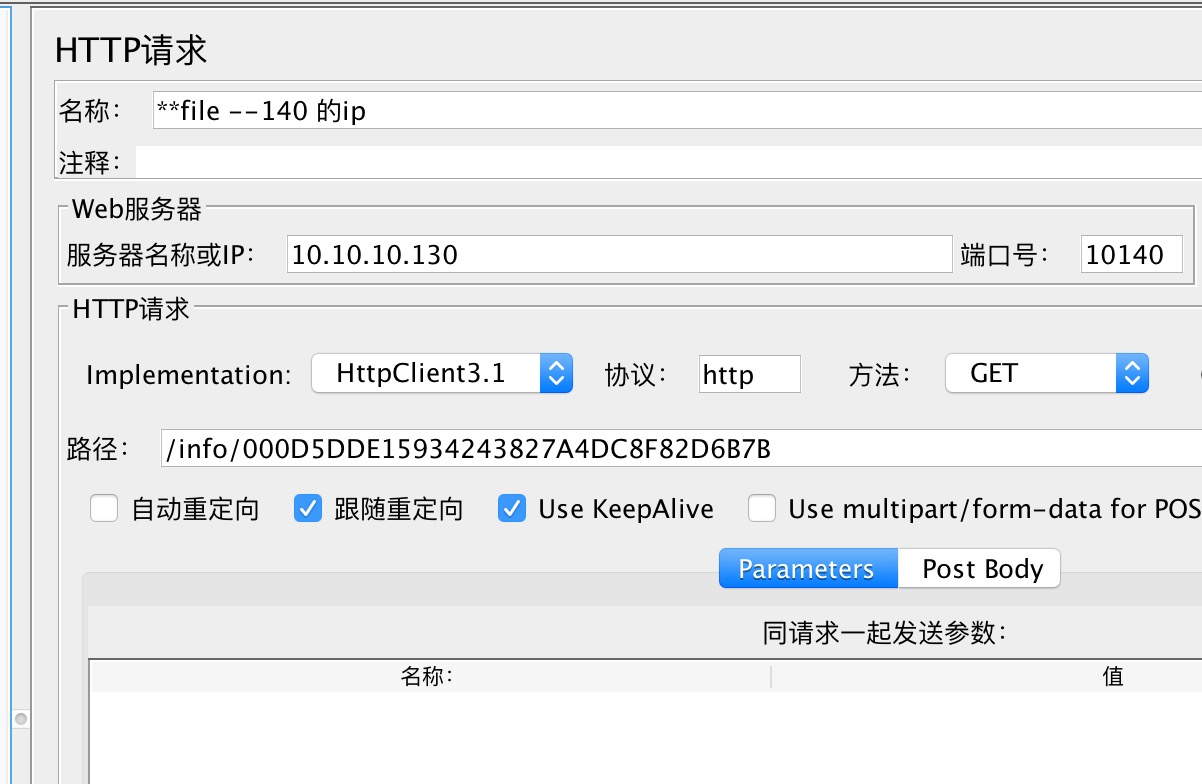 HTTP请求
名称： **file --140 的ip
注释：
Web服务器
服务器名称或IP： 10.10.10.130 端口号： 10140
HTTP请求
Implementation: HttpClient3.1 协议： http 方法： GET
路径： /info/000D5DDE15934243827A4DC8F82D6B7B
自动重定向 跟随重定向 Use KeepAlive Use multipart/form-data for POS
Parameters Post Body
同请求一起发送参数：
名称： 值